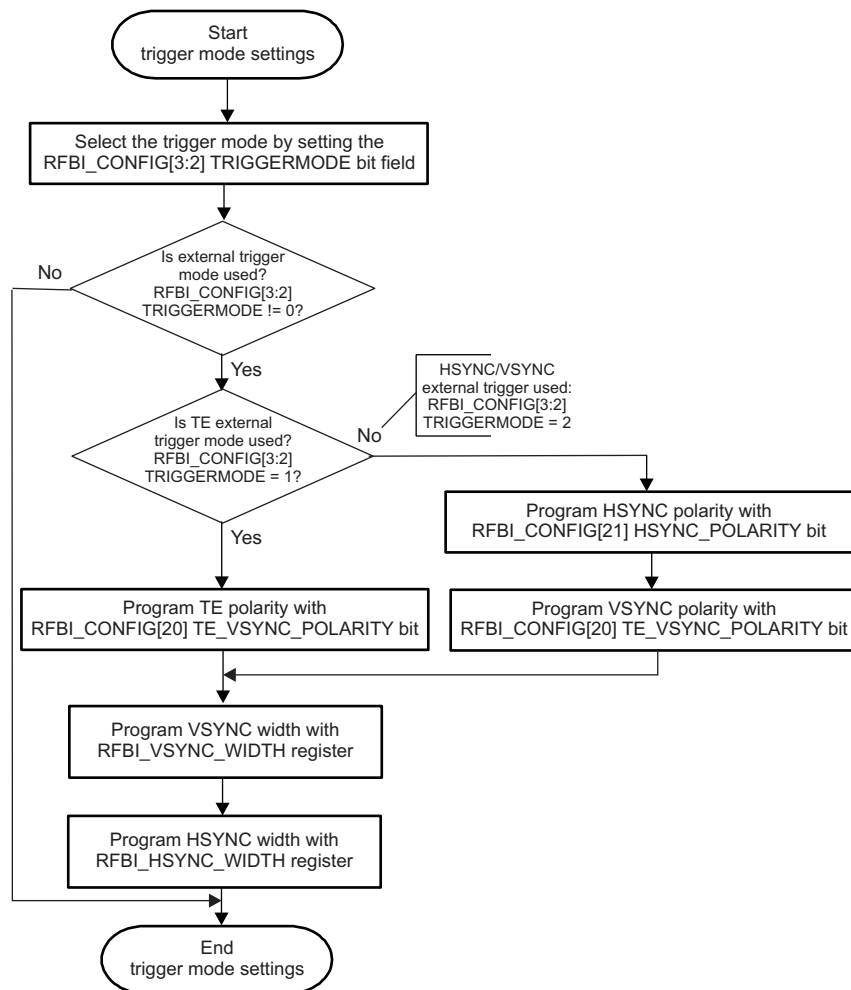 Start
trigger mode settings
Select the trigger mode by setting the
RFBI_CONFIG[3:2] TRIGGERMODE bit field
Is external trigger
mode used?
RFBI_CONFIG[3:2]
TRIGGERMODE != 0?
No
Yes
HSYNC/VSYNC
external trigger used:
RFBI_CONFIG[3:2]
TRIGGERMODE = 2
Is TE external
trigger mode used?
RFBI_CONFIG[3:2]
TRIGGERMODE = 1?
No
Yes
Program HSYNC polarity with
RFBI_CONFIG[21] HSYNC_POLARITY bit
Program TE polarity with
RFBI_CONFIG[20] TE_VSYNC_POLARITY bit
Program VSYNC polarity with
RFBI_CONFIG[20] TE_VSYNC_POLARITY bit
Program VSYNC width with
RFBI_VSYNC_WIDTH register
Program HSYNC width with
RFBI_HSYNC_WIDTH register
End
trigger mode settings